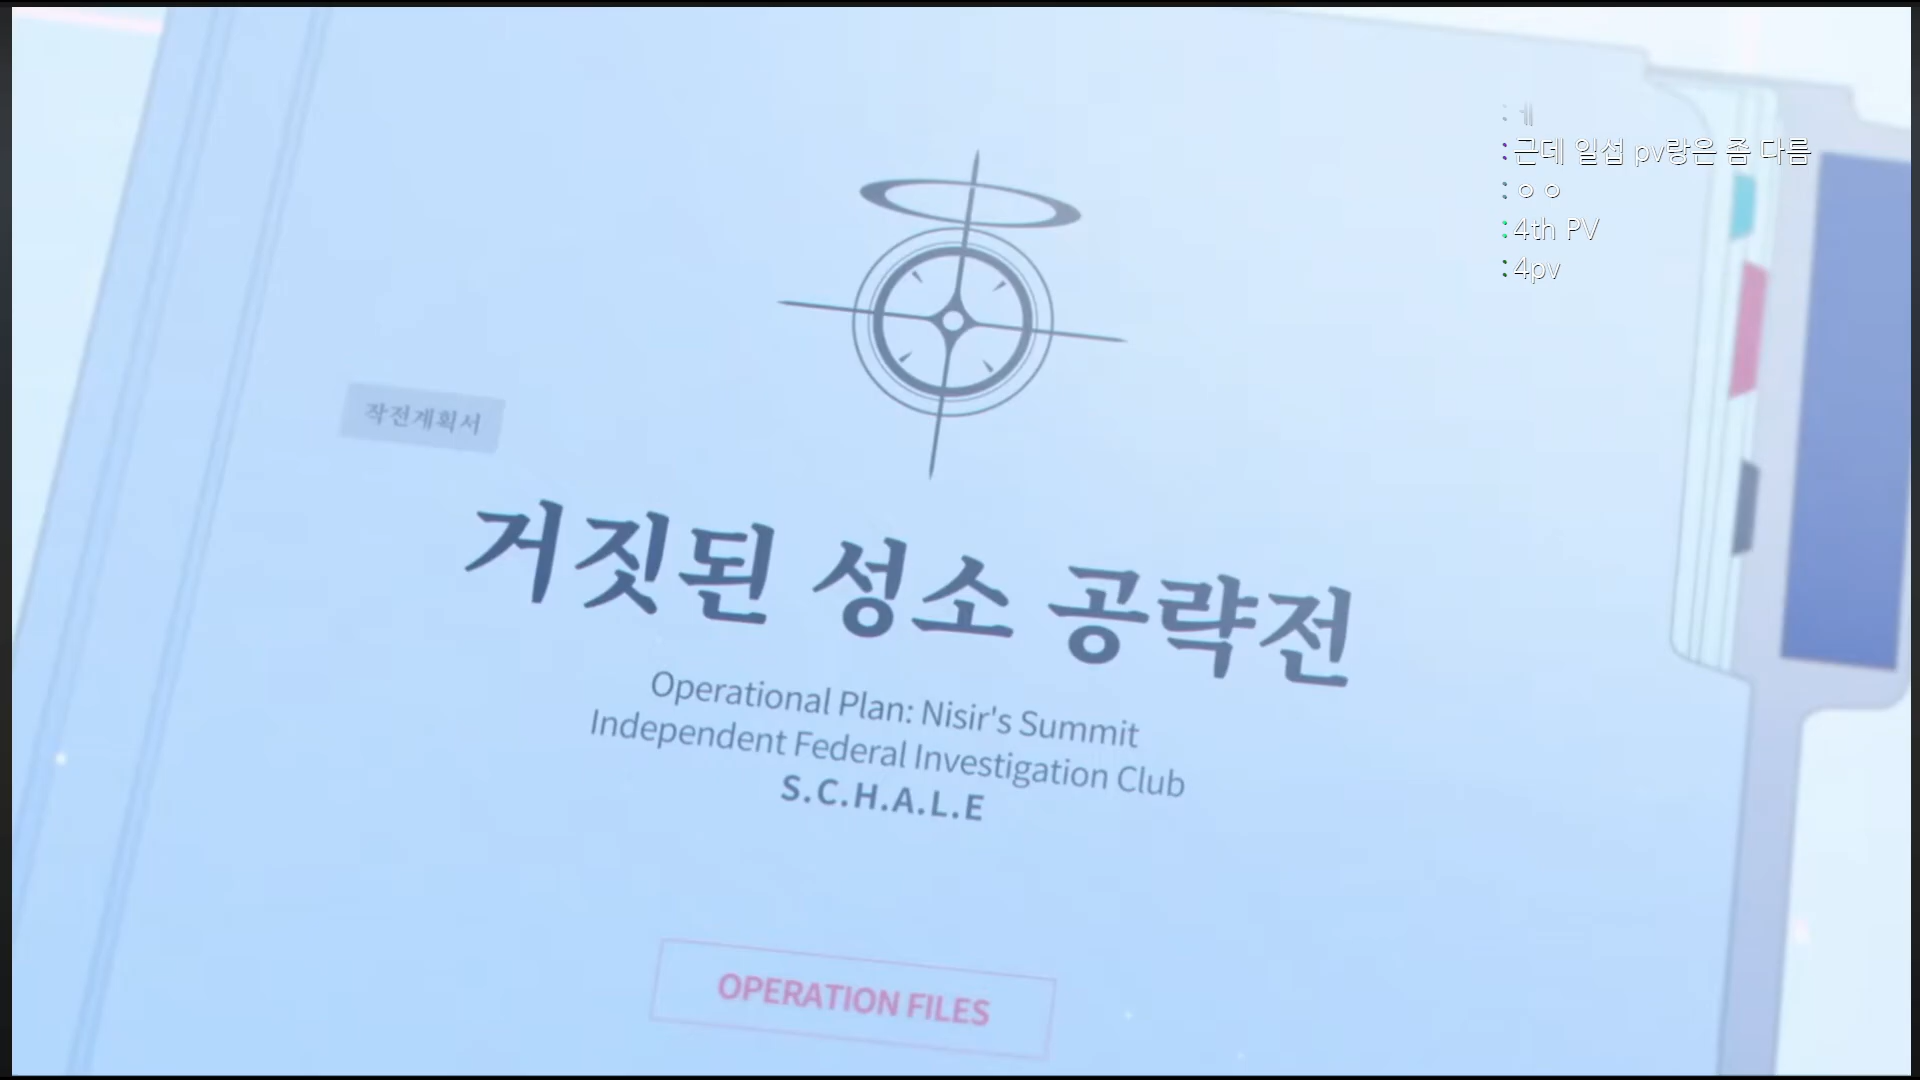 작전계획서
거짓된 성소 공략전
Operational Plan: Nisir's Summit
Independent Federal Investigation Club
S.C.H.A.L.E
OPERATION FILES
: ㅔ
: 근데 일섭 pv랑은 좀 다름
: ㅇㅇ
: 4th PV
: 4pv